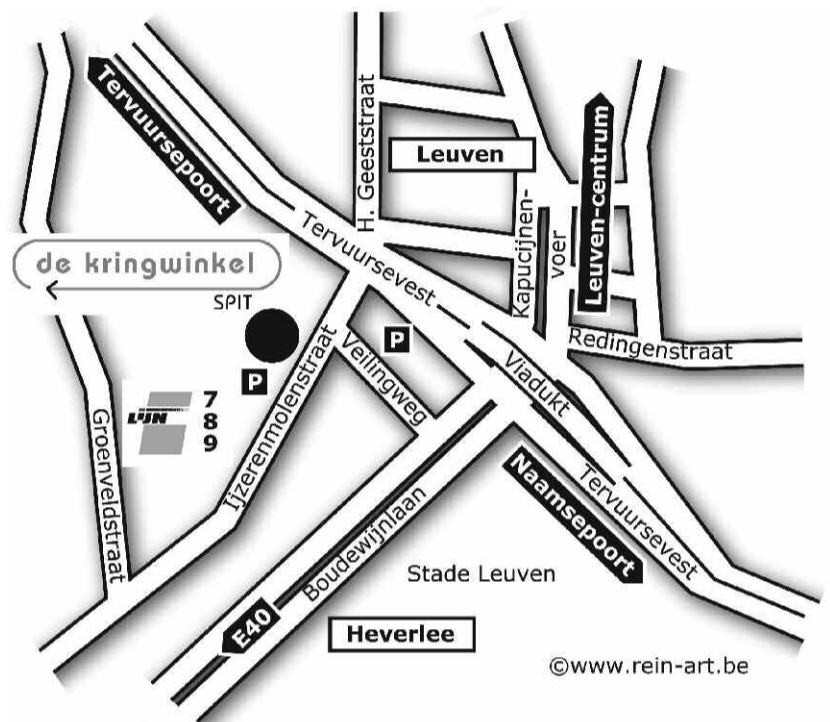 Tervuursepoort
H. Geeststraat
Leuven
Leuven-centrum
Tervuursevest
Kapucijnen-
voer
de kringwinkel
SPIT
P
P
Veilingweg
Viadukt
Redingenstraat
LIJN
7
8
9
Groenveldstraat
Ijzerenmolenstraat
Boudewijnlaan
Naamsepoort
Tervuursevest
Stade Leuven
E40
Heverlee
©www.rein-art.be